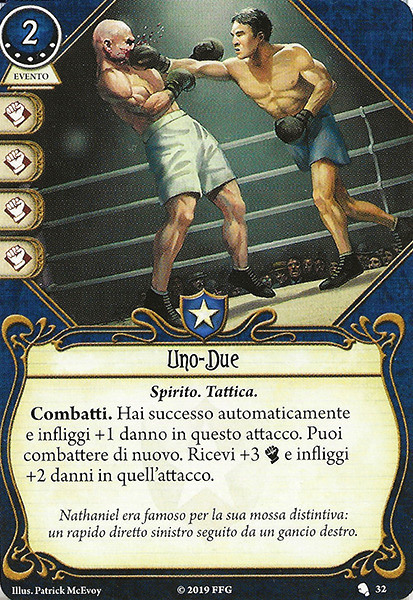 2
EVENTO
Uno-Due
Spirito. Tattica.
Combatti. Hai successo automaticamente
e infliggi +1 danno in questo attacco. Puoi
combattere di nuovo. Ricevi +3 e infliggi
+2 danni in quell'attacco.
Nathaniel era famoso per la sua mossa distintiva:
un rapido diretto sinistro seguito da un gancio destro.
Illus. Patrick McEvoy © 2019 FFG 32